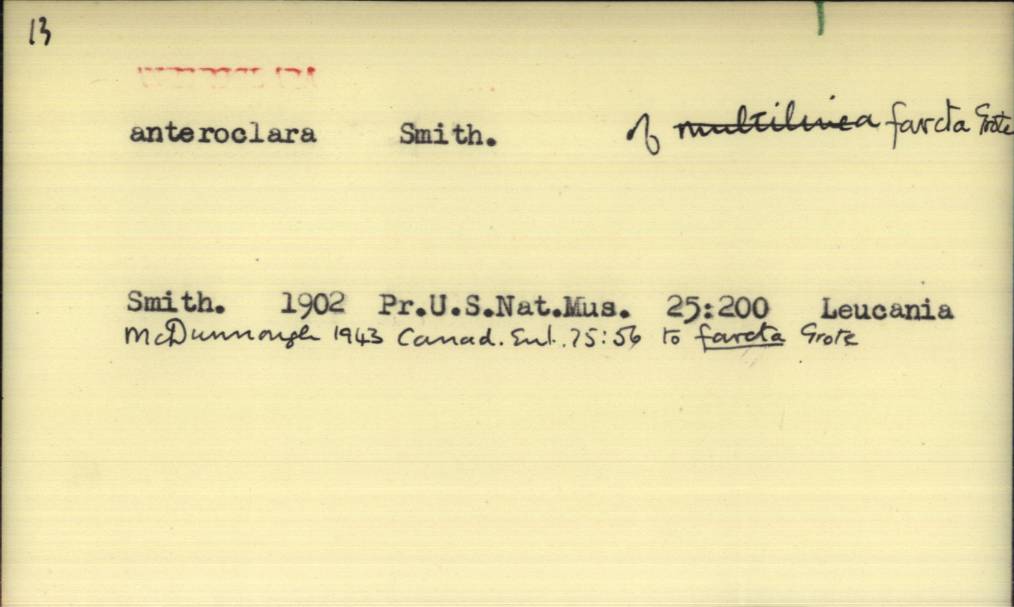 13
anteroclara Smith. of multilinea farcta Grote
Smith. 1902 Pr.U.S.Nat.Mus. 25:200 Leucania
McDunnough 1943 Canad. Ent. 75:56 to farcta Grote